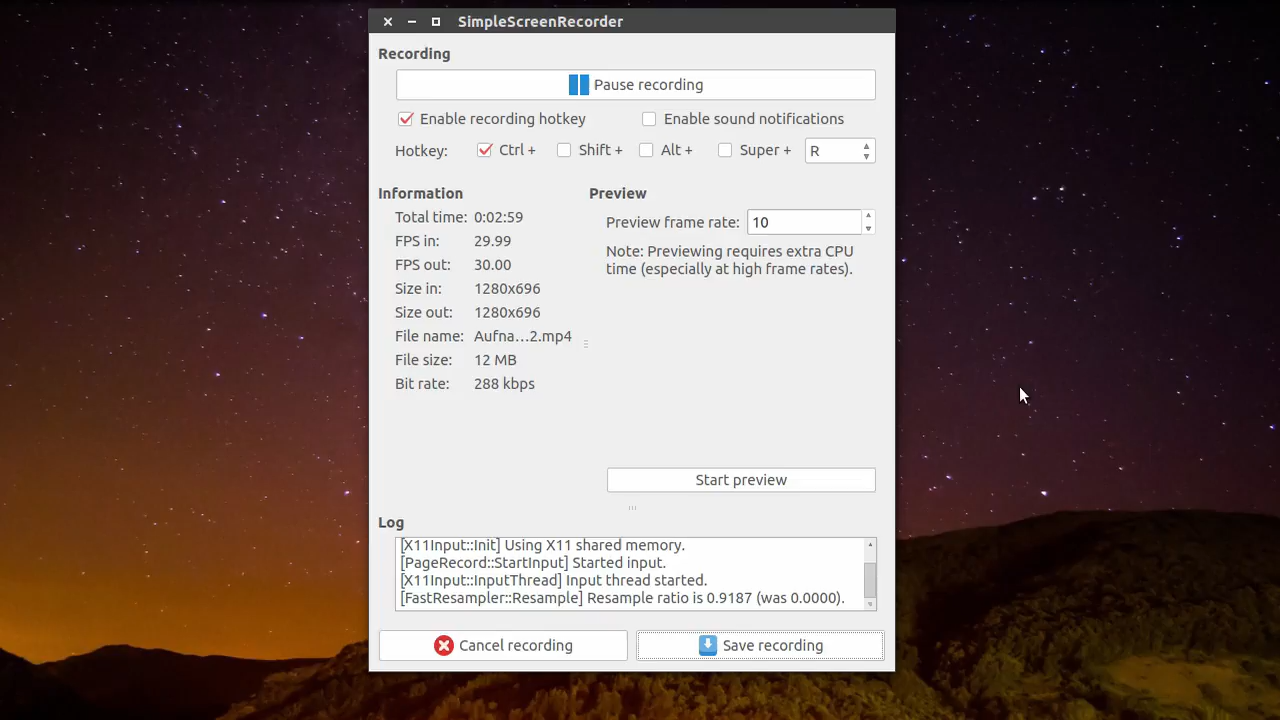 SimpleScreenRecorder
Recording
Pause recording
Enable recording hotkey
Enable sound notifications
Hotkey: Ctrl + Shift + Alt + Super + R
Information
Total time: 0:02:59
FPS in: 29.99
FPS out: 30.00
Size in: 1280x696
Size out: 1280x696
File name: Aufna…2.mp4
File size: 12 MB
Bit rate: 288 kbps
Preview
Preview frame rate: 10
Note: Previewing requires extra CPU
time (especially at high frame rates).
Start preview
Log
[X11Input::Init] Using X11 shared memory.
[PageRecord::StartInput] Started input.
[X11Input::InputThread] Input thread started.
[FastResampler::Resample] Resample ratio is 0.9187 (was 0.0000).
Cancel recording
Save recording